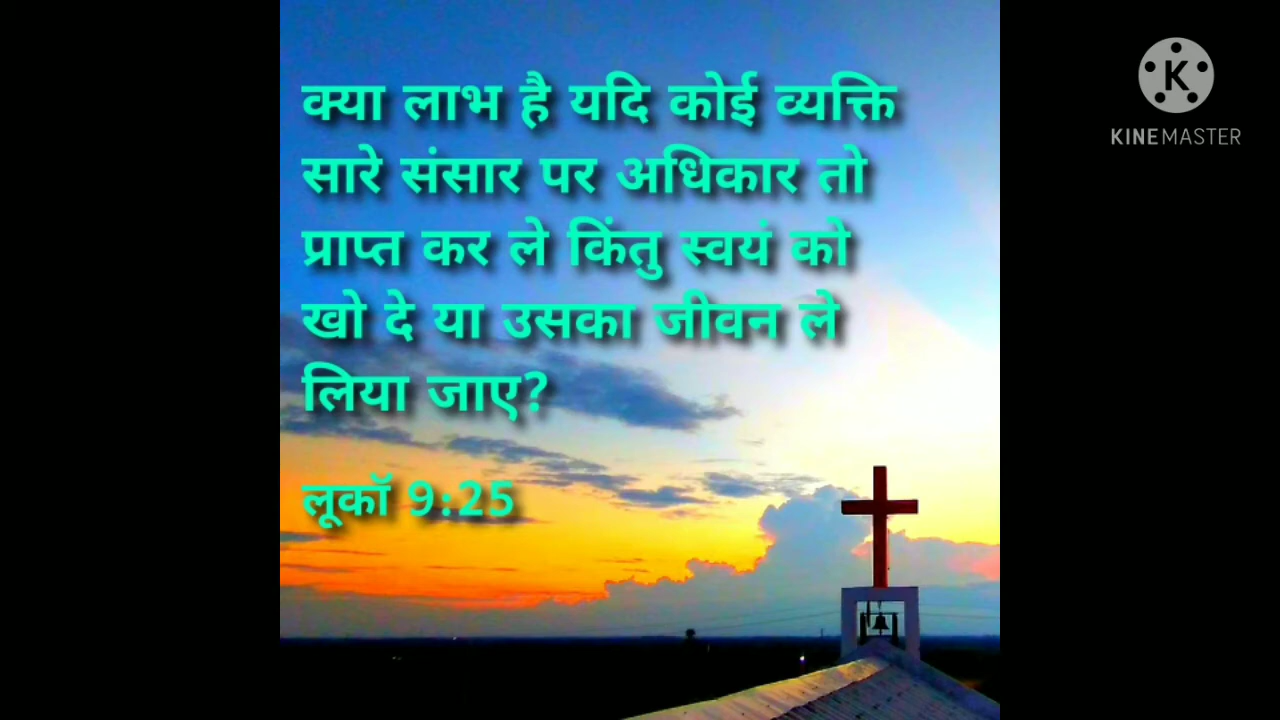 क्या लाभ है यदि कोई व्यक्ति
सारे संसार पर अधिकार तो
प्राप्त कर ले किंतु स्वयं को
खो दे या उसका जीवन ले
लिया जाए?
लूकॉ 9:25
K
KINEMASTER